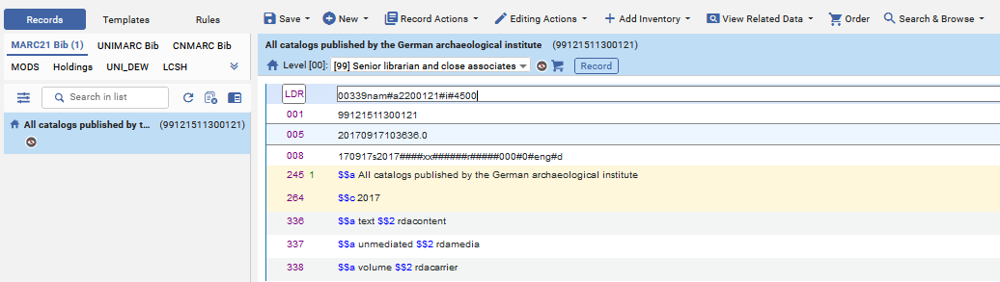 Records Templates Rules Save New Record Actions Editing Actions Add Inventory View Related Data Order Search & Browse
MARC21 Bib (1) UNIMARC Bib CNMARC Bib
MODS Holdings UNI_DEW LCSH
Search in list
All catalogs published by t... (99121511300121)
All catalogs published by the German archaeological institute (99121511300121)
Level [00]: [99] Senior librarian and close associates Record
LDR 00339nam#a2200121#i#4500
001 99121511300121
005 20170917103636.0
008 170917s2017####xx######r#####000#0#eng#d
245 1 $$a All catalogs published by the German archaeological institute
264 $$c 2017
336 $$a text $$2 rdacontent
337 $$a unmediated $$2 rdamedia
338 $$a volume $$2 rdacarrier